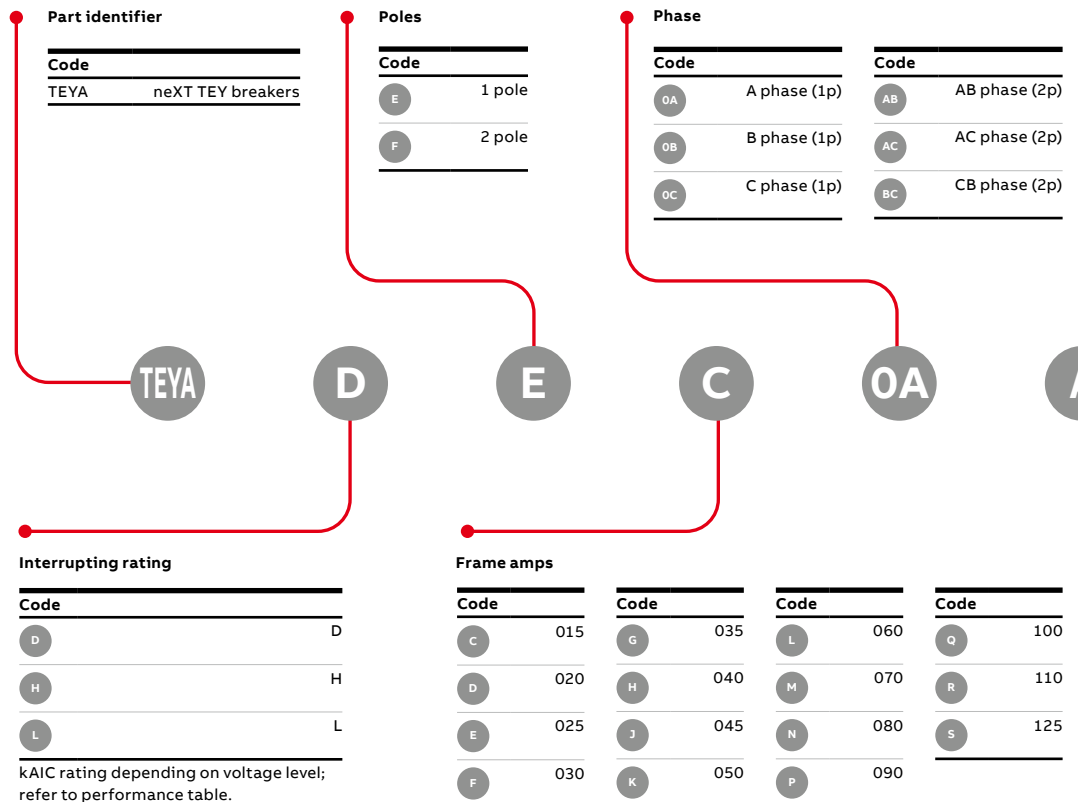 Part identifier
Code
TEYA neXT TEY breakers
Poles
Code
E 1 pole
F 2 pole
Phase
Code
0A A phase (1p)
0B B phase (1p)
0C C phase (1p)
Code
AB AB phase (2p)
AC AC phase (2p)
BC CB phase (2p)
TEYA D E C 0A
Interrupting rating
Code
D D
H H
L L
kAIC rating depending on voltage level;
refer to performance table.
Frame amps
Code
C 015
D 020
E 025
F 030
Code
G 035
H 040
J 045
K 050
Code
L 060
M 070
N 080
P 090
Code
Q 100
R 110
S 125